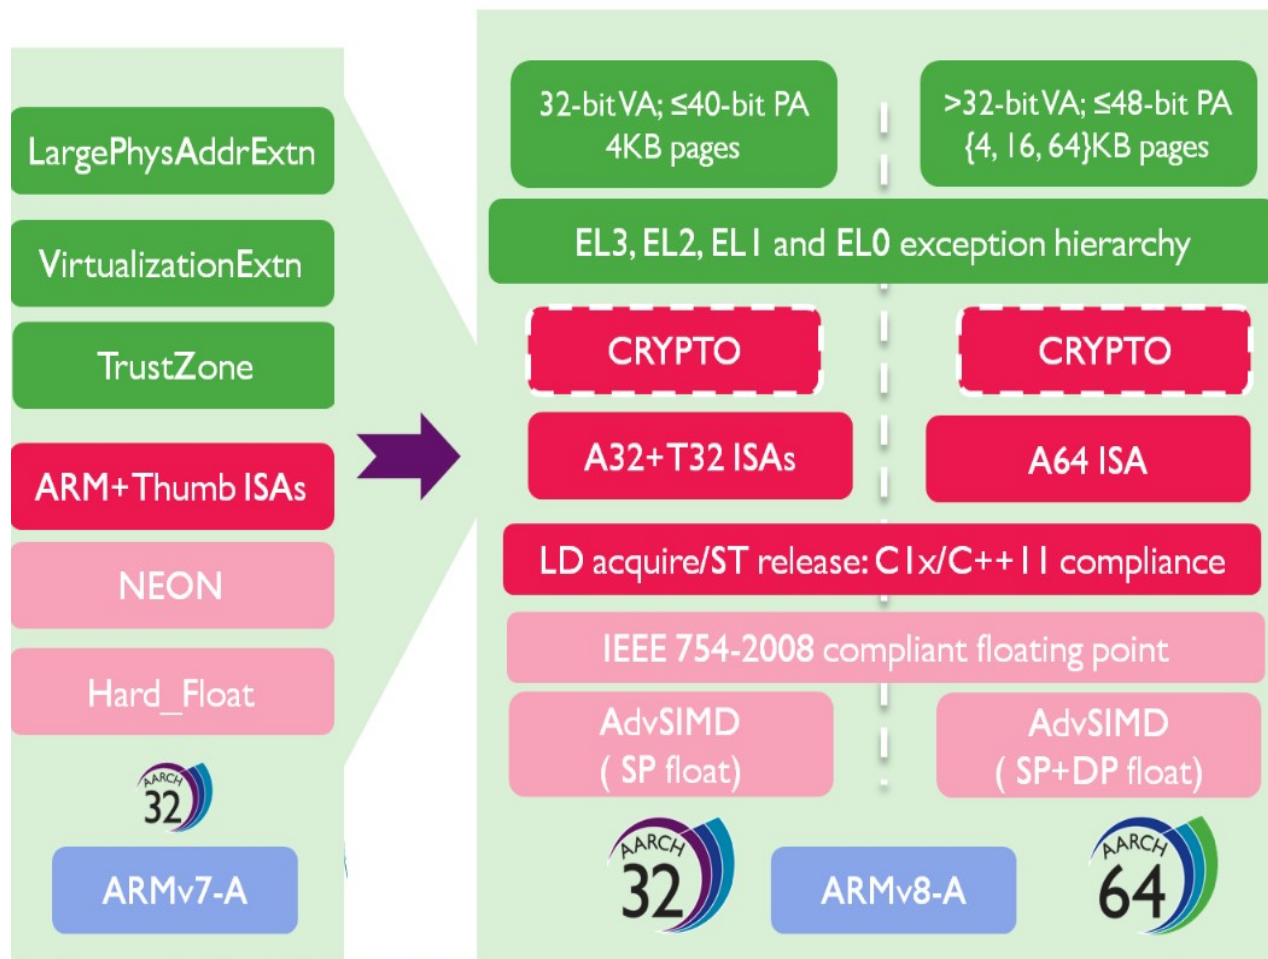 LargePhysAddrExtn
VirtualizationExtn
TrustZone
ARM+Thumb ISAs
NEON
Hard_Float
AARCH
32
ARMv7-A
32-bit VA; ≤40-bit PA
4KB pages
>32-bit VA; ≤48-bit PA
{4, 16, 64}KB pages
EL3, EL2, EL1 and EL0 exception hierarchy
CRYPTO
CRYPTO
A32+T32 ISAs
A64 ISA
LD acquire/ST release: C1x/C++11 compliance
IEEE 754-2008 compliant floating point
AdvSIMD
( SP float)
AdvSIMD
( SP+DP float)
AARCH
32
ARMv8-A
AARCH
64